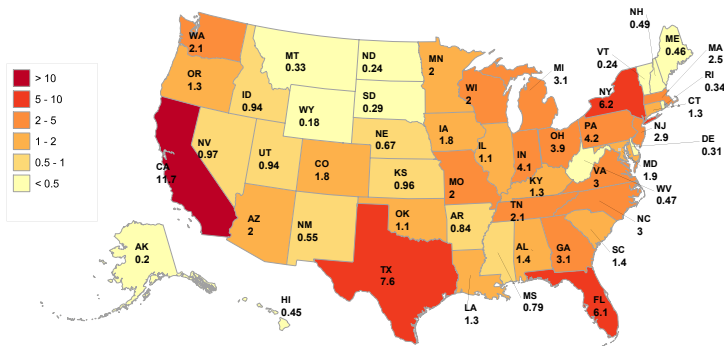 > 10
5 - 10
2 - 5
1 - 2
0.5 - 1
< 0.5
WA
2.1
OR
1.3
CA
11.7
NV
0.97
ID
0.94
MT
0.33
WY
0.18
UT
0.94
AZ
2
CO
1.8
NM
0.55
ND
0.24
SD
0.29
NE
0.67
KS
0.96
OK
1.1
TX
7.6
MN
2
IA
1.8
MO
2
AR
0.84
LA
1.3
WI
2
IL
1.1
MI
3.1
IN
4.1
OH
3.9
KY
1.3
TN
2.1
MS
0.79
AL
1.4
GA
3.1
FL
6.1
SC
1.4
NC
3
VA
3
WV
0.47
MD
1.9
DE
0.31
PA
4.2
NJ
2.9
NY
6.2
CT
1.3
RI
0.34
MA
2.5
VT
0.24
NH
0.49
ME
0.46
AK
0.2
HI
0.45